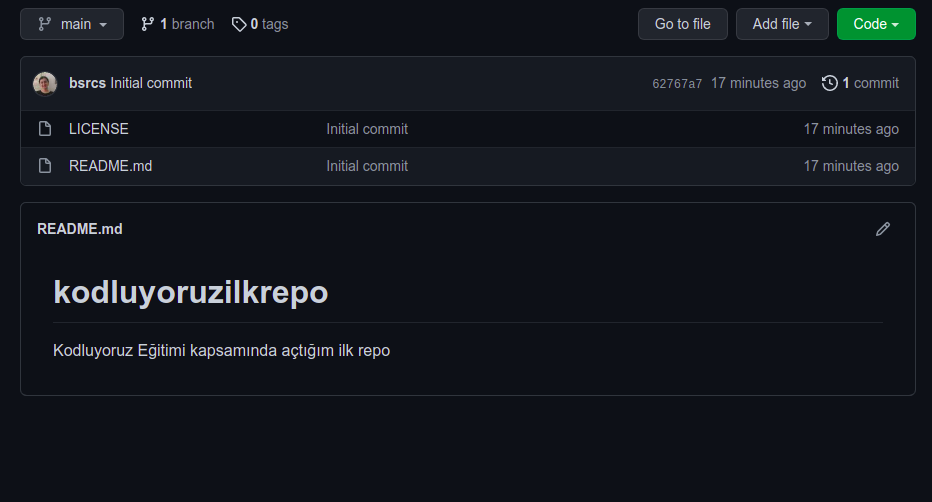 main 1 branch 0 tags Go to file Add file Code
bsrcs Initial commit 62767a7 17 minutes ago 1 commit
LICENSE Initial commit 17 minutes ago
README.md Initial commit 17 minutes ago
README.md
kodluyoruzilkrepo
Kodluyoruz Eğitimi kapsamında açtığım ilk repo